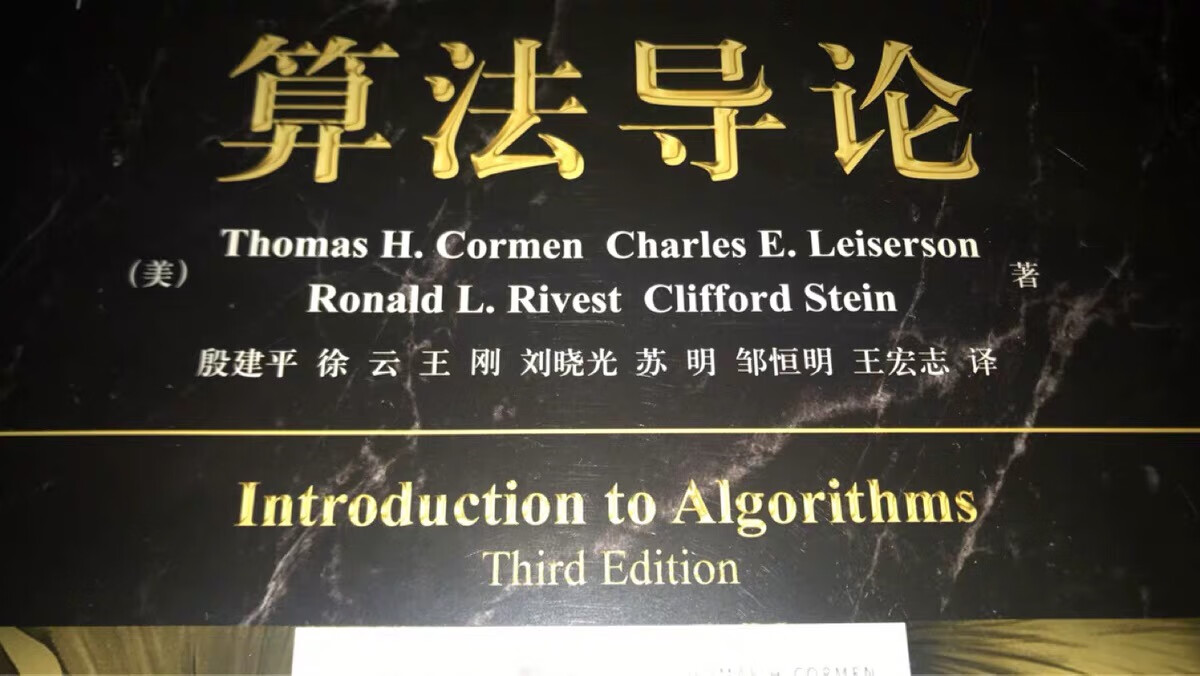 算法导论
Thomas H. Cormen Charles E. Leiserson
(美) 著
Ronald L. Rivest Clifford Stein
殷建平 徐 云 王 刚 刘晓光 苏 明 邹恒明 王宏志 译
Introduction to Algorithms
Third Edition
H. CORMEN